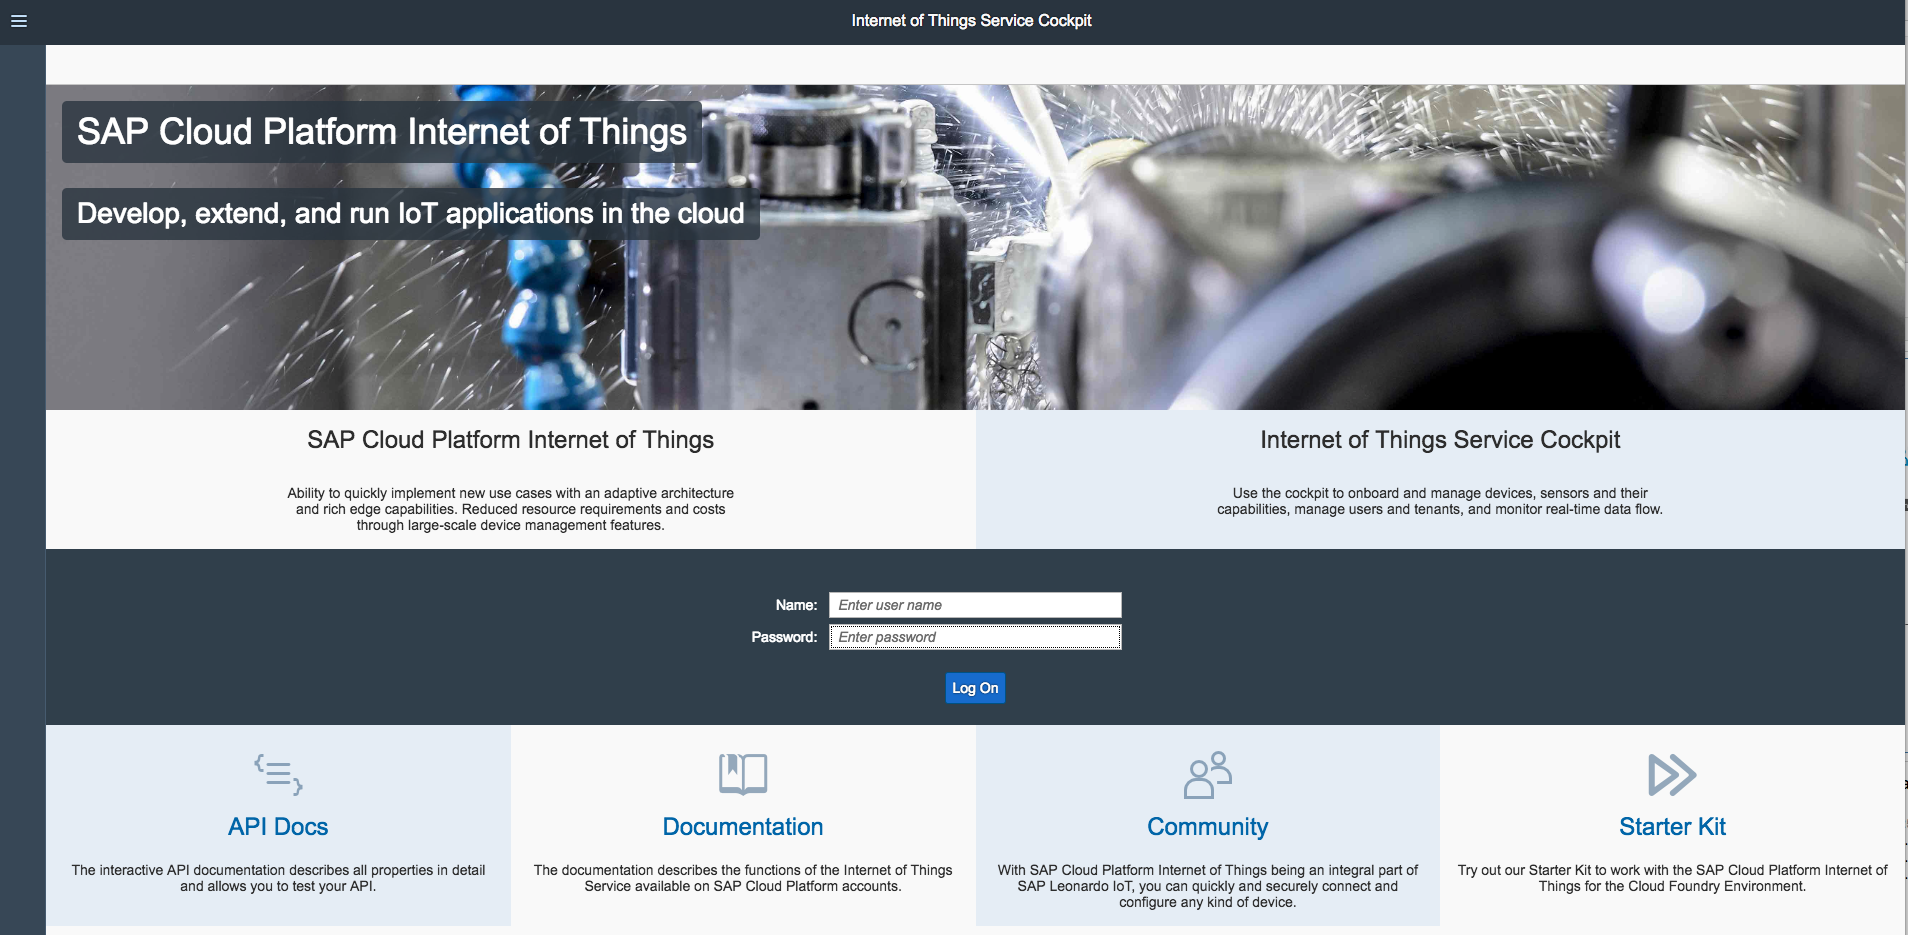 Internet of Things Service Cockpit
SAP Cloud Platform Internet of Things
Develop, extend, and run IoT applications in the cloud
SAP Cloud Platform Internet of Things
Ability to quickly implement new use cases with an adaptive architecture
and rich edge capabilities. Reduced resource requirements and costs
through large-scale device management features.
Internet of Things Service Cockpit
Use the cockpit to onboard and manage devices, sensors and their
capabilities, manage users and tenants, and monitor real-time data flow.
Name: Enter user name
Password: Enter password
Log On
API Docs
The interactive API documentation describes all properties in detail
and allows you to test your API.
Documentation
The documentation describes the functions of the Internet of Things
Service available on SAP Cloud Platform accounts.
Community
With SAP Cloud Platform Internet of Things being an integral part of
SAP Leonardo IoT, you can quickly and securely connect and
configure any kind of device.
Starter Kit
Try out our Starter Kit to work with the SAP Cloud Platform Internet of
Things for the Cloud Foundry Environment.